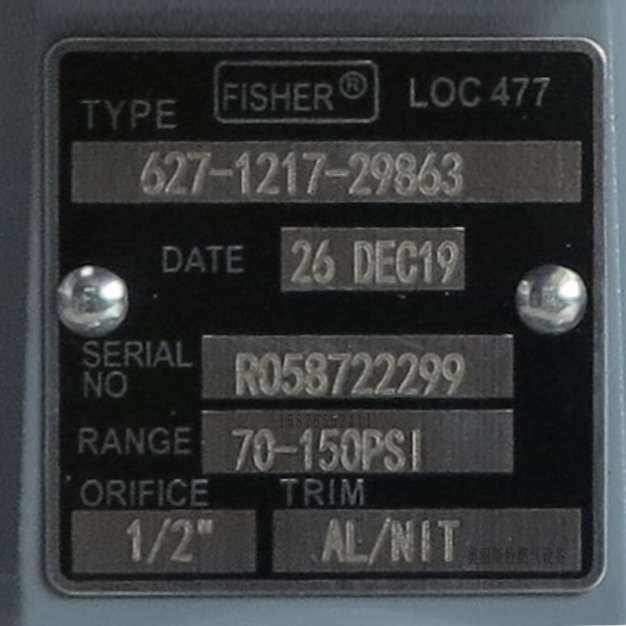 FISHER® LOC 477
TYPE
627-1217-29863
DATE 26 DEC19
SERIAL NO R058722299
RANGE 70-150PSI
ORIFICE TRIM
1/2" AL/NIT